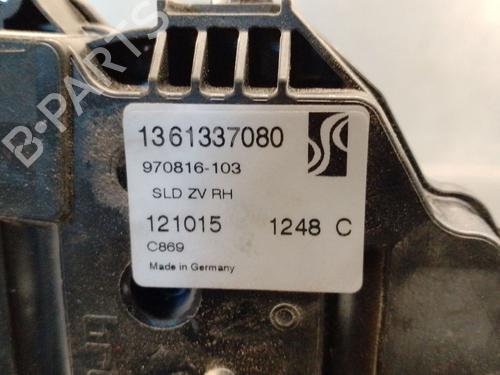 B-PARTS
1361337080
970816-103
SLD ZV RH
121015 1248 C
C869
Made in Germany